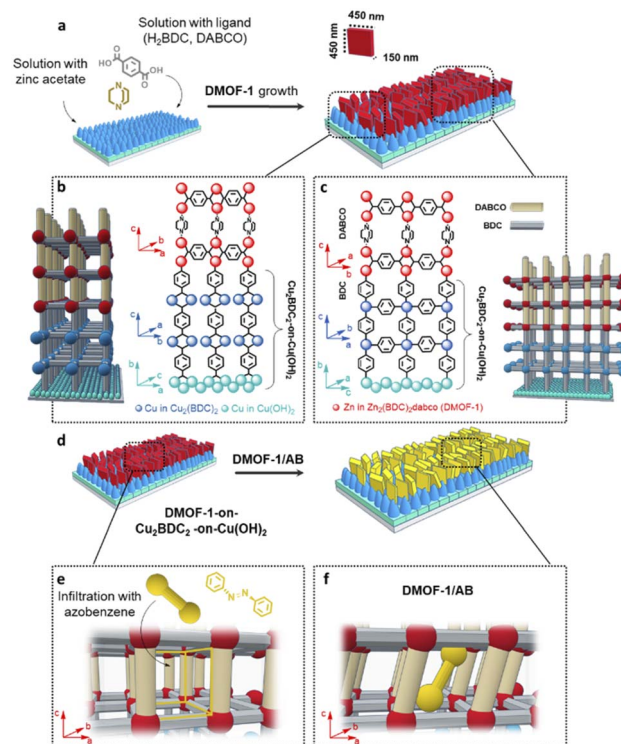 a
Solution with ligand
(H2BDC, DABCO)
Solution with
zinc acetate
HO
O
O
OH
N
N
DMOF-1 growth
450 nm
450 nm
150 nm
b
c
b
a
c
a
b
b
c
a
N N N
N N N
Cu2BDC2-on-Cu(OH)2
Cu in Cu2(BDC)2
Cu in Cu(OH)2
c
DABCO
BDC
DABCO
BDC
c
a
b
c
b
a
b
a
c
N N N
N N N
Cu2BDC2-on-Cu(OH)2
Zn in Zn2(BDC)2dabco (DMOF-1)
d
DMOF-1/AB
DMOF-1-on-
Cu2BDC2 -on-Cu(OH)2
e
Infiltration with
azobenzene
N=N
c
b
a
f
DMOF-1/AB
c
b
a